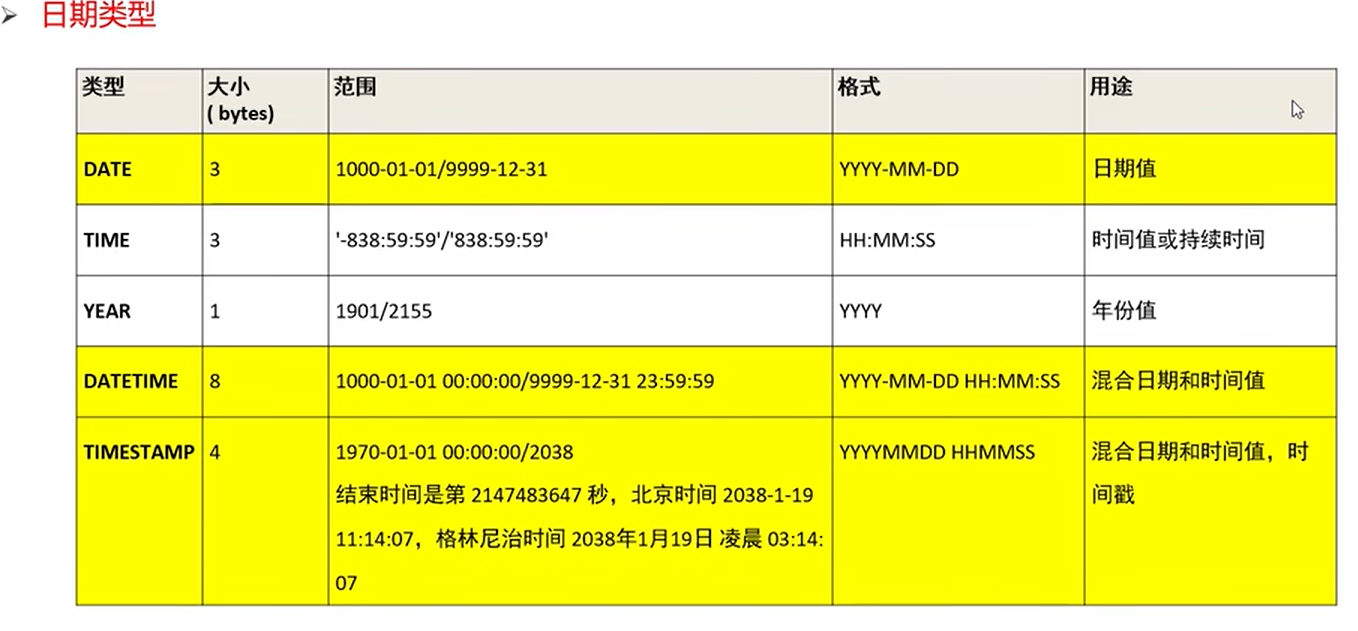 日期类型
类型 大小 范围 格式 用途
( bytes)
DATE 3 1000-01-01/9999-12-31 YYYY-MM-DD 日期值
TIME 3 '-838:59:59'/'838:59:59' HH:MM:SS 时间值或持续时间
YEAR 1 1901/2155 YYYY 年份值
DATETIME 8 1000-01-01 00:00:00/9999-12-31 23:59:59 YYYY-MM-DD HH:MM:SS 混合日期和时间值
TIMESTAMP 4 1970-01-01 00:00:00/2038 YYYYMMDD HHMMSS 混合日期和时间值，时
结束时间是第 2147483647 秒，北京时间 2038-1-19 间戳
11:14:07，格林尼治时间 2038年1月19日 凌晨 03:14:
07